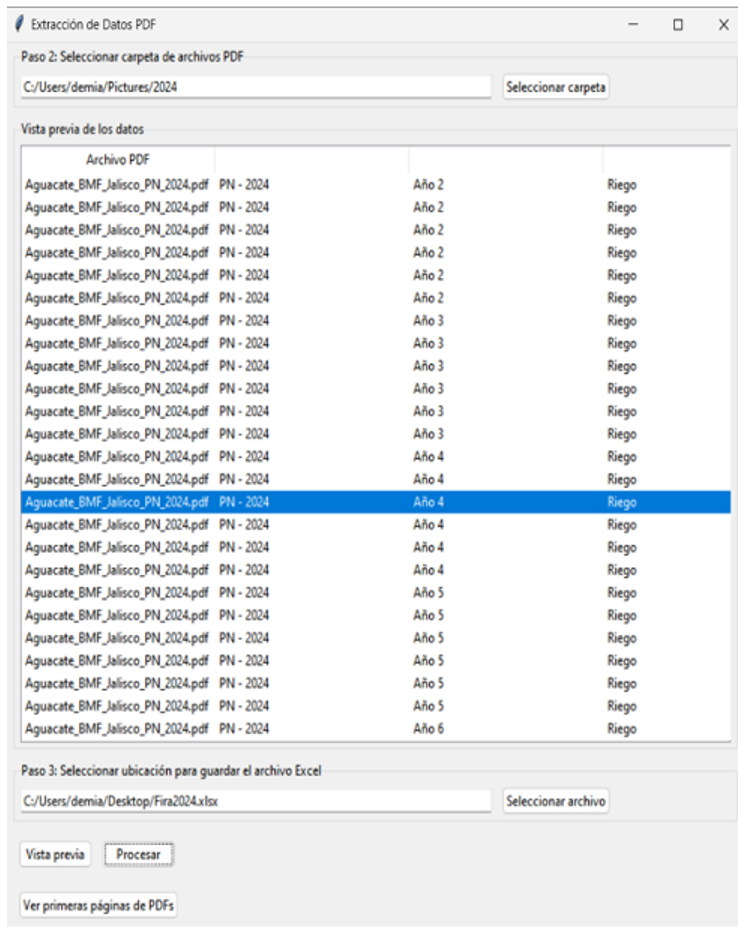 Extracción de Datos PDF
Paso 2: Seleccionar carpeta de archivos PDF
C:/Users/demia/Pictures/2024 Seleccionar carpeta
Vista previa de los datos
Archivo PDF
Aguacate_BMF_Jalisco_PN_2024.pdf PN - 2024 Año 2 Riego
Aguacate_BMF_Jalisco_PN_2024.pdf PN - 2024 Año 2 Riego
Aguacate_BMF_Jalisco_PN_2024.pdf PN - 2024 Año 2 Riego
Aguacate_BMF_Jalisco_PN_2024.pdf PN - 2024 Año 2 Riego
Aguacate_BMF_Jalisco_PN_2024.pdf PN - 2024 Año 2 Riego
Aguacate_BMF_Jalisco_PN_2024.pdf PN - 2024 Año 2 Riego
Aguacate_BMF_Jalisco_PN_2024.pdf PN - 2024 Año 3 Riego
Aguacate_BMF_Jalisco_PN_2024.pdf PN - 2024 Año 3 Riego
Aguacate_BMF_Jalisco_PN_2024.pdf PN - 2024 Año 3 Riego
Aguacate_BMF_Jalisco_PN_2024.pdf PN - 2024 Año 3 Riego
Aguacate_BMF_Jalisco_PN_2024.pdf PN - 2024 Año 3 Riego
Aguacate_BMF_Jalisco_PN_2024.pdf PN - 2024 Año 3 Riego
Aguacate_BMF_Jalisco_PN_2024.pdf PN - 2024 Año 4 Riego
Aguacate_BMF_Jalisco_PN_2024.pdf PN - 2024 Año 4 Riego
Aguacate_BMF_Jalisco_PN_2024.pdf PN - 2024 Año 4 Riego
Aguacate_BMF_Jalisco_PN_2024.pdf PN - 2024 Año 4 Riego
Aguacate_BMF_Jalisco_PN_2024.pdf PN - 2024 Año 4 Riego
Aguacate_BMF_Jalisco_PN_2024.pdf PN - 2024 Año 4 Riego
Aguacate_BMF_Jalisco_PN_2024.pdf PN - 2024 Año 5 Riego
Aguacate_BMF_Jalisco_PN_2024.pdf PN - 2024 Año 5 Riego
Aguacate_BMF_Jalisco_PN_2024.pdf PN - 2024 Año 5 Riego
Aguacate_BMF_Jalisco_PN_2024.pdf PN - 2024 Año 5 Riego
Aguacate_BMF_Jalisco_PN_2024.pdf PN - 2024 Año 5 Riego
Aguacate_BMF_Jalisco_PN_2024.pdf PN - 2024 Año 5 Riego
Aguacate_BMF_Jalisco_PN_2024.pdf PN - 2024 Año 6 Riego
Paso 3: Seleccionar ubicación para guardar el archivo Excel
C:/Users/demia/Desktop/Fira2024.xlsx Seleccionar archivo
Vista previa Procesar
Ver primeras páginas de PDFs